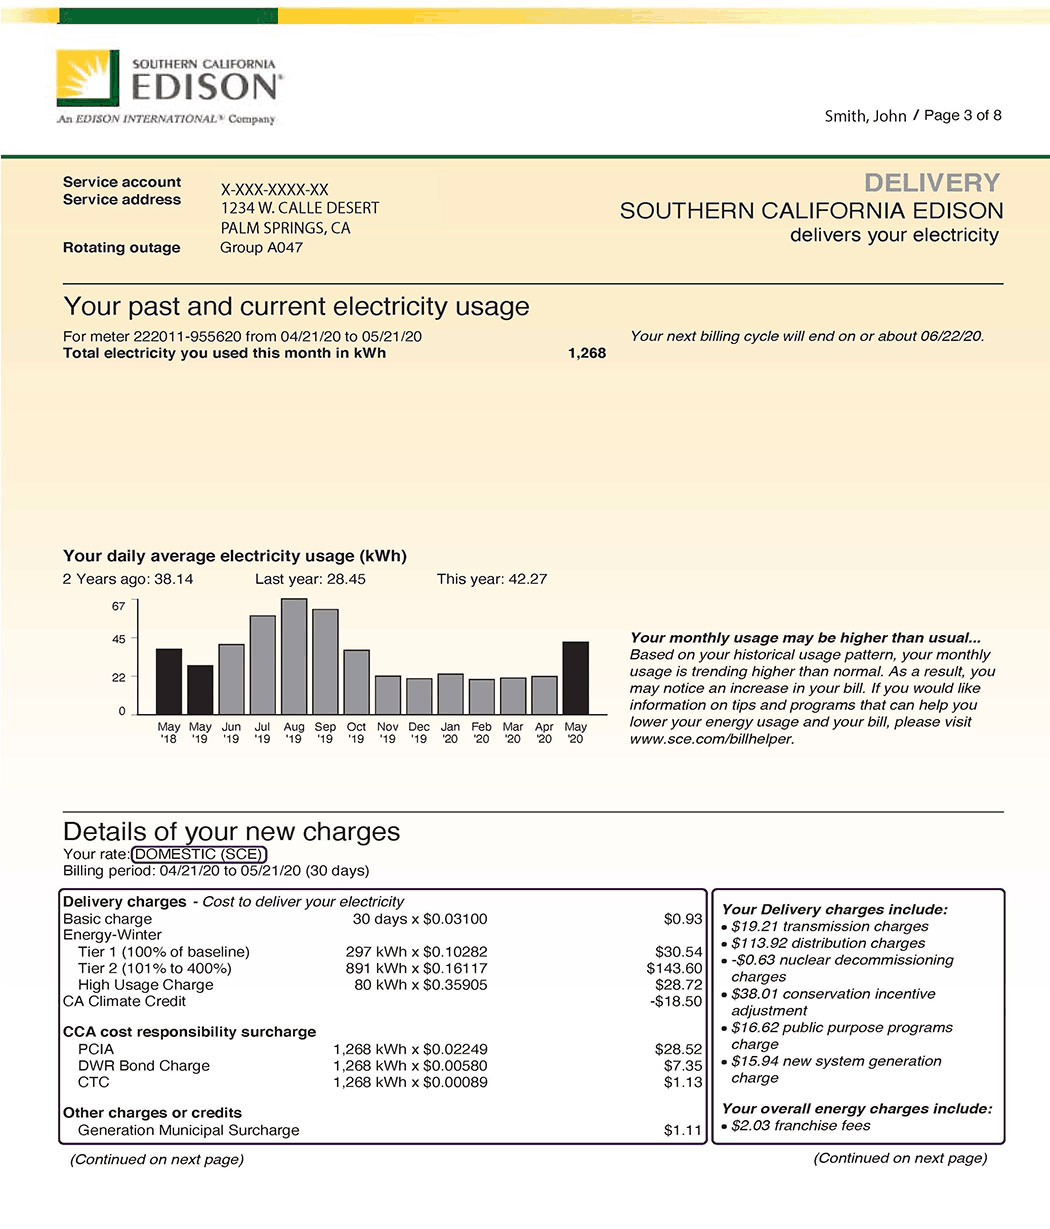 SOUTHERN CALIFORNIA
EDISON®
An EDISON INTERNATIONAL® Company
Smith, John / Page 3 of 8
Service account X-XXX-XXXX-XX
Service address 1234 W. CALLE DESERT
PALM SPRINGS, CA
Rotating outage Group A047
DELIVERY
SOUTHERN CALIFORNIA EDISON
delivers your electricity
Your past and current electricity usage
For meter 222011-955620 from 04/21/20 to 05/21/20
Total electricity you used this month in kWh 1,268
Your next billing cycle will end on or about 06/22/20.
Your daily average electricity usage (kWh)
2 Years ago: 38.14 Last year: 28.45 This year: 42.27
67
45
22
0
May May Jun Jul Aug Sep Oct Nov Dec Jan Feb Mar Apr May
'18 '19 '19 '19 '19 '19 '19 '19 '19 '20 '20 '20 '20 '20
Your monthly usage may be higher than usual...
Based on your historical usage pattern, your monthly
usage is trending higher than normal. As a result, you
may notice an increase in your bill. If you would like
information on tips and programs that can help you
lower your energy usage and your bill, please visit
www.sce.com/billhelper.
Details of your new charges
Your rate: DOMESTIC (SCE)
Billing period: 04/21/20 to 05/21/20 (30 days)
Delivery charges - Cost to deliver your electricity
Basic charge 30 days x $0.03100 $0.93
Energy-Winter
Tier 1 (100% of baseline) 297 kWh x $0.10282 $30.54
Tier 2 (101% to 400%) 891 kWh x $0.16117 $143.60
High Usage Charge 80 kWh x $0.35905 $28.72
CA Climate Credit -$18.50
CCA cost responsibility surcharge
PCIA 1,268 kWh x $0.02249 $28.52
DWR Bond Charge 1,268 kWh x $0.00580 $7.35
CTC 1,268 kWh x $0.00089 $1.13
Other charges or credits
Generation Municipal Surcharge $1.11
(Continued on next page)
Your Delivery charges include:
• $19.21 transmission charges
• $113.92 distribution charges
• -$0.63 nuclear decommissioning
charges
• $38.01 conservation incentive
adjustment
• $16.62 public purpose programs
charge
• $15.94 new system generation
charge
Your overall energy charges include:
• $2.03 franchise fees
(Continued on next page)